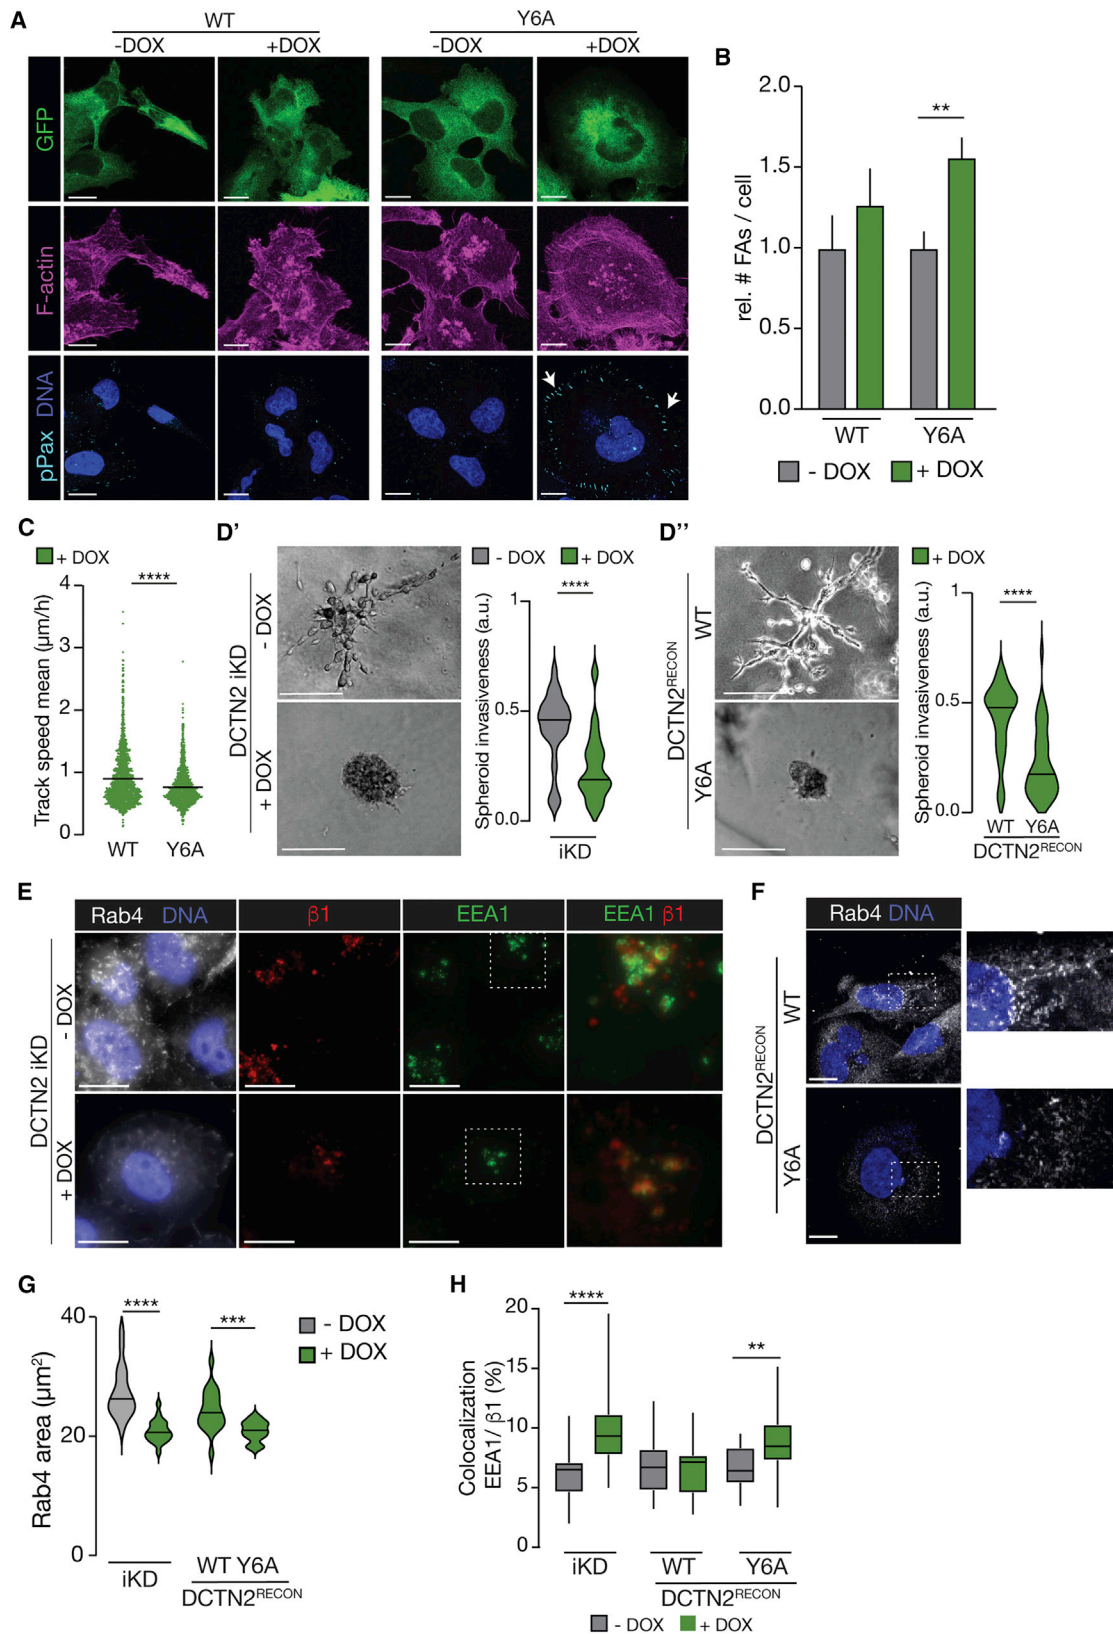 A
WT
Y6A
-DOX
+DOX
-DOX
+DOX
GFP
F-actin
pPax DNA
B
rel. # FAs / cell
2.0
1.5
1.0
0.5
0.0
**
WT
Y6A
- DOX
+ DOX
C
+ DOX
Track speed mean (µm/h)
4
3
2
1
0
****
WT
Y6A
D'
DCTN2 iKD
- DOX
+ DOX
- DOX
+ DOX
Spheroid invasiveness (a.u.)
1
0.5
0.0
****
iKD
D''
DCTN2RECON
WT
Y6A
+ DOX
Spheroid invasiveness (a.u.)
1
0.5
0.0
****
WT Y6A
DCTN2RECON
E
Rab4 DNA
β1
EEA1
EEA1 β1
DCTN2 iKD
- DOX
+ DOX
F
Rab4 DNA
DCTN2RECON
WT
Y6A
G
Rab4 area (µm²)
40
20
0
****
***
- DOX
+ DOX
iKD
WT Y6A
DCTN2RECON
H
Colocalization
EEA1/ β1 (%)
20
15
10
5
0
****
**
iKD
WT
Y6A
DCTN2RECON
- DOX
+ DOX